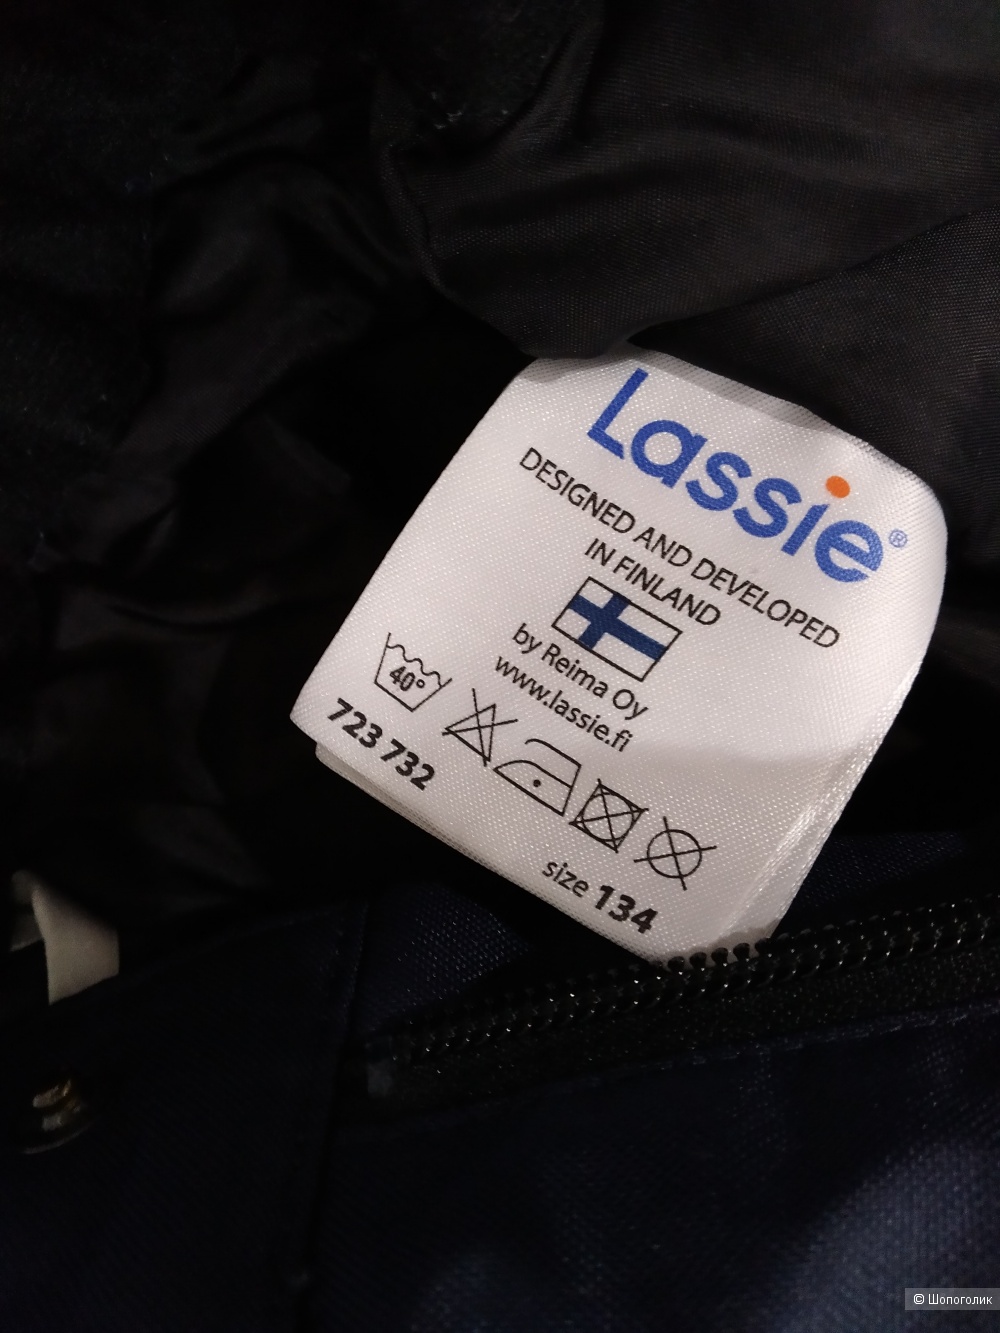 Lassie®
DESIGNED AND DEVELOPED
IN FINLAND
by Reima Oy
www.lassie.fi
40°
723 732
size 134
© Шопоголик